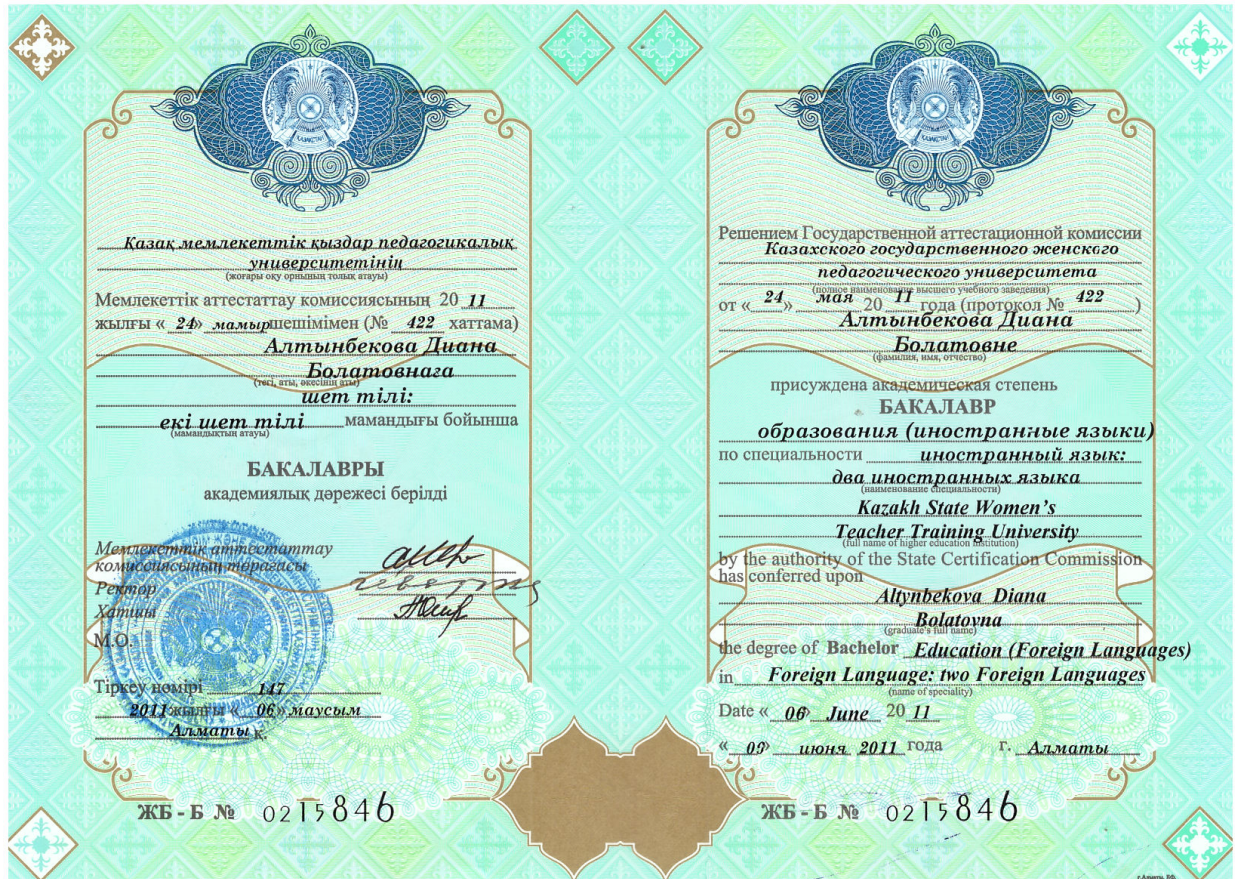 Қазақ мемлекеттік қыздар педагогикалық
университетінің
(жоғары оқу орнының толық атауы)
Мемлекеттік аттестаттау комиссиясының 20 11
жылғы « 24» мамыр шешімімен (№ 422 хаттама)
Алтынбекова Диана
Болатовнаға
(тегі, аты, әкесінің аты)
шет тілі:
екі шет тілі мамандығы бойынша
(мамандықтың атауы)
БАКАЛАВРЫ
академиялық дәрежесі берілді
Мемлекеттік аттестаттау
комиссиясының төрағасы
Ректор
Хатшы
М.О.
Тіркеу нөмірі 147
2011 жылғы « 06» маусым
Алматы қ.
ЖБ - Б № 0215846
ҚАЗАҚСТАН
Решением Государственной аттестационной комиссии
Казахского государственного женского
педагогического университета
(полное наименование высшего учебного заведения)
от « 24» мая 20 11 года (протокол № 422 )
Алтынбекова Диана
Болатовне
(фамилия, имя, отчество)
присуждена академическая степень
БАКАЛАВР
образования (иностранные языки)
по специальности иностранный язык:
два иностранных языка
(наименование специальности)
Kazakh State Women's
Teacher Training University
(full name of higher education institution)
by the authority of the State Certification Commission
has conferred upon
Altynbekova Diana
Bolatovna
(graduate's full name)
the degree of Bachelor Education (Foreign Languages)
in Foreign Language: two Foreign Languages
(name of speciality)
Date « 06» June 20 11
« 09» июня 2011 года г. Алматы
ЖБ - Б № 0215846